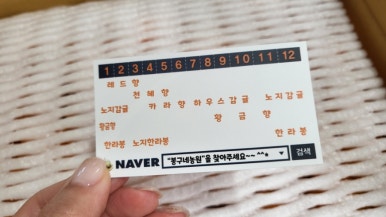 1 2 3 4 5 6 7 8 9 10 11 12
레드향
천혜향
노지감귤 카라향 하우스감귤 노지감귤
황금향 황금향
한라봉 노지한라봉 한라봉
NAVER "봉구네농원"을 찾아주세요~~ ^^* 검색